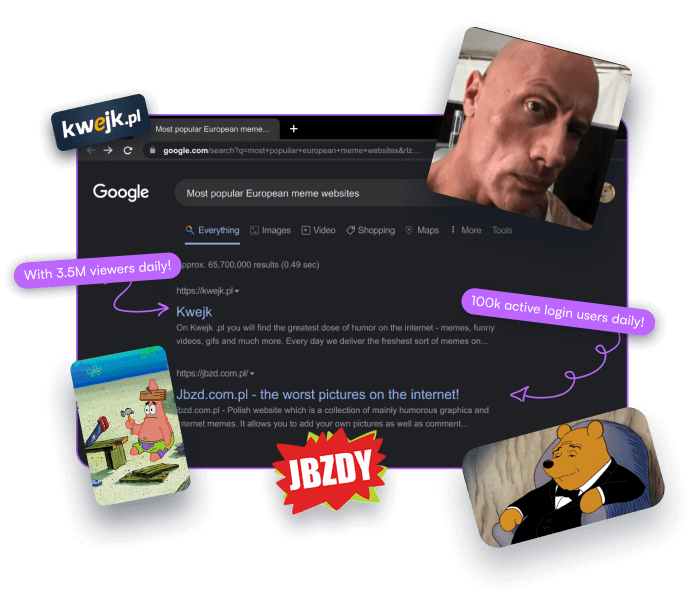 kwejk.pl
Most popular European meme...
google.com/search?q=most+popuilar+european+meme+websites&rlz...
Google
Most popular European meme websites
Everything
Images
Video
Shopping
Maps
More
Tools
With 3.5M viewers daily!
pprox. 65,700,000 results (0.49 sec)
https://kwejk.pl
Kwejk
On Kwejk .pl you will find the greatest dose of humor on the internet - memes, funny
videos, gifs and much more. Every day we deliver the freshest sort of memes on...
100k active login users daily!
https://jbzd.com.pl/
Jbzd.com.pl - the worst pictures on the internet!
jbzd.com.pl - Polish website which is a collection of mainly humorous graphics and
nternet memes. It allows you to add your own pictures as well as comment...
JBZDY